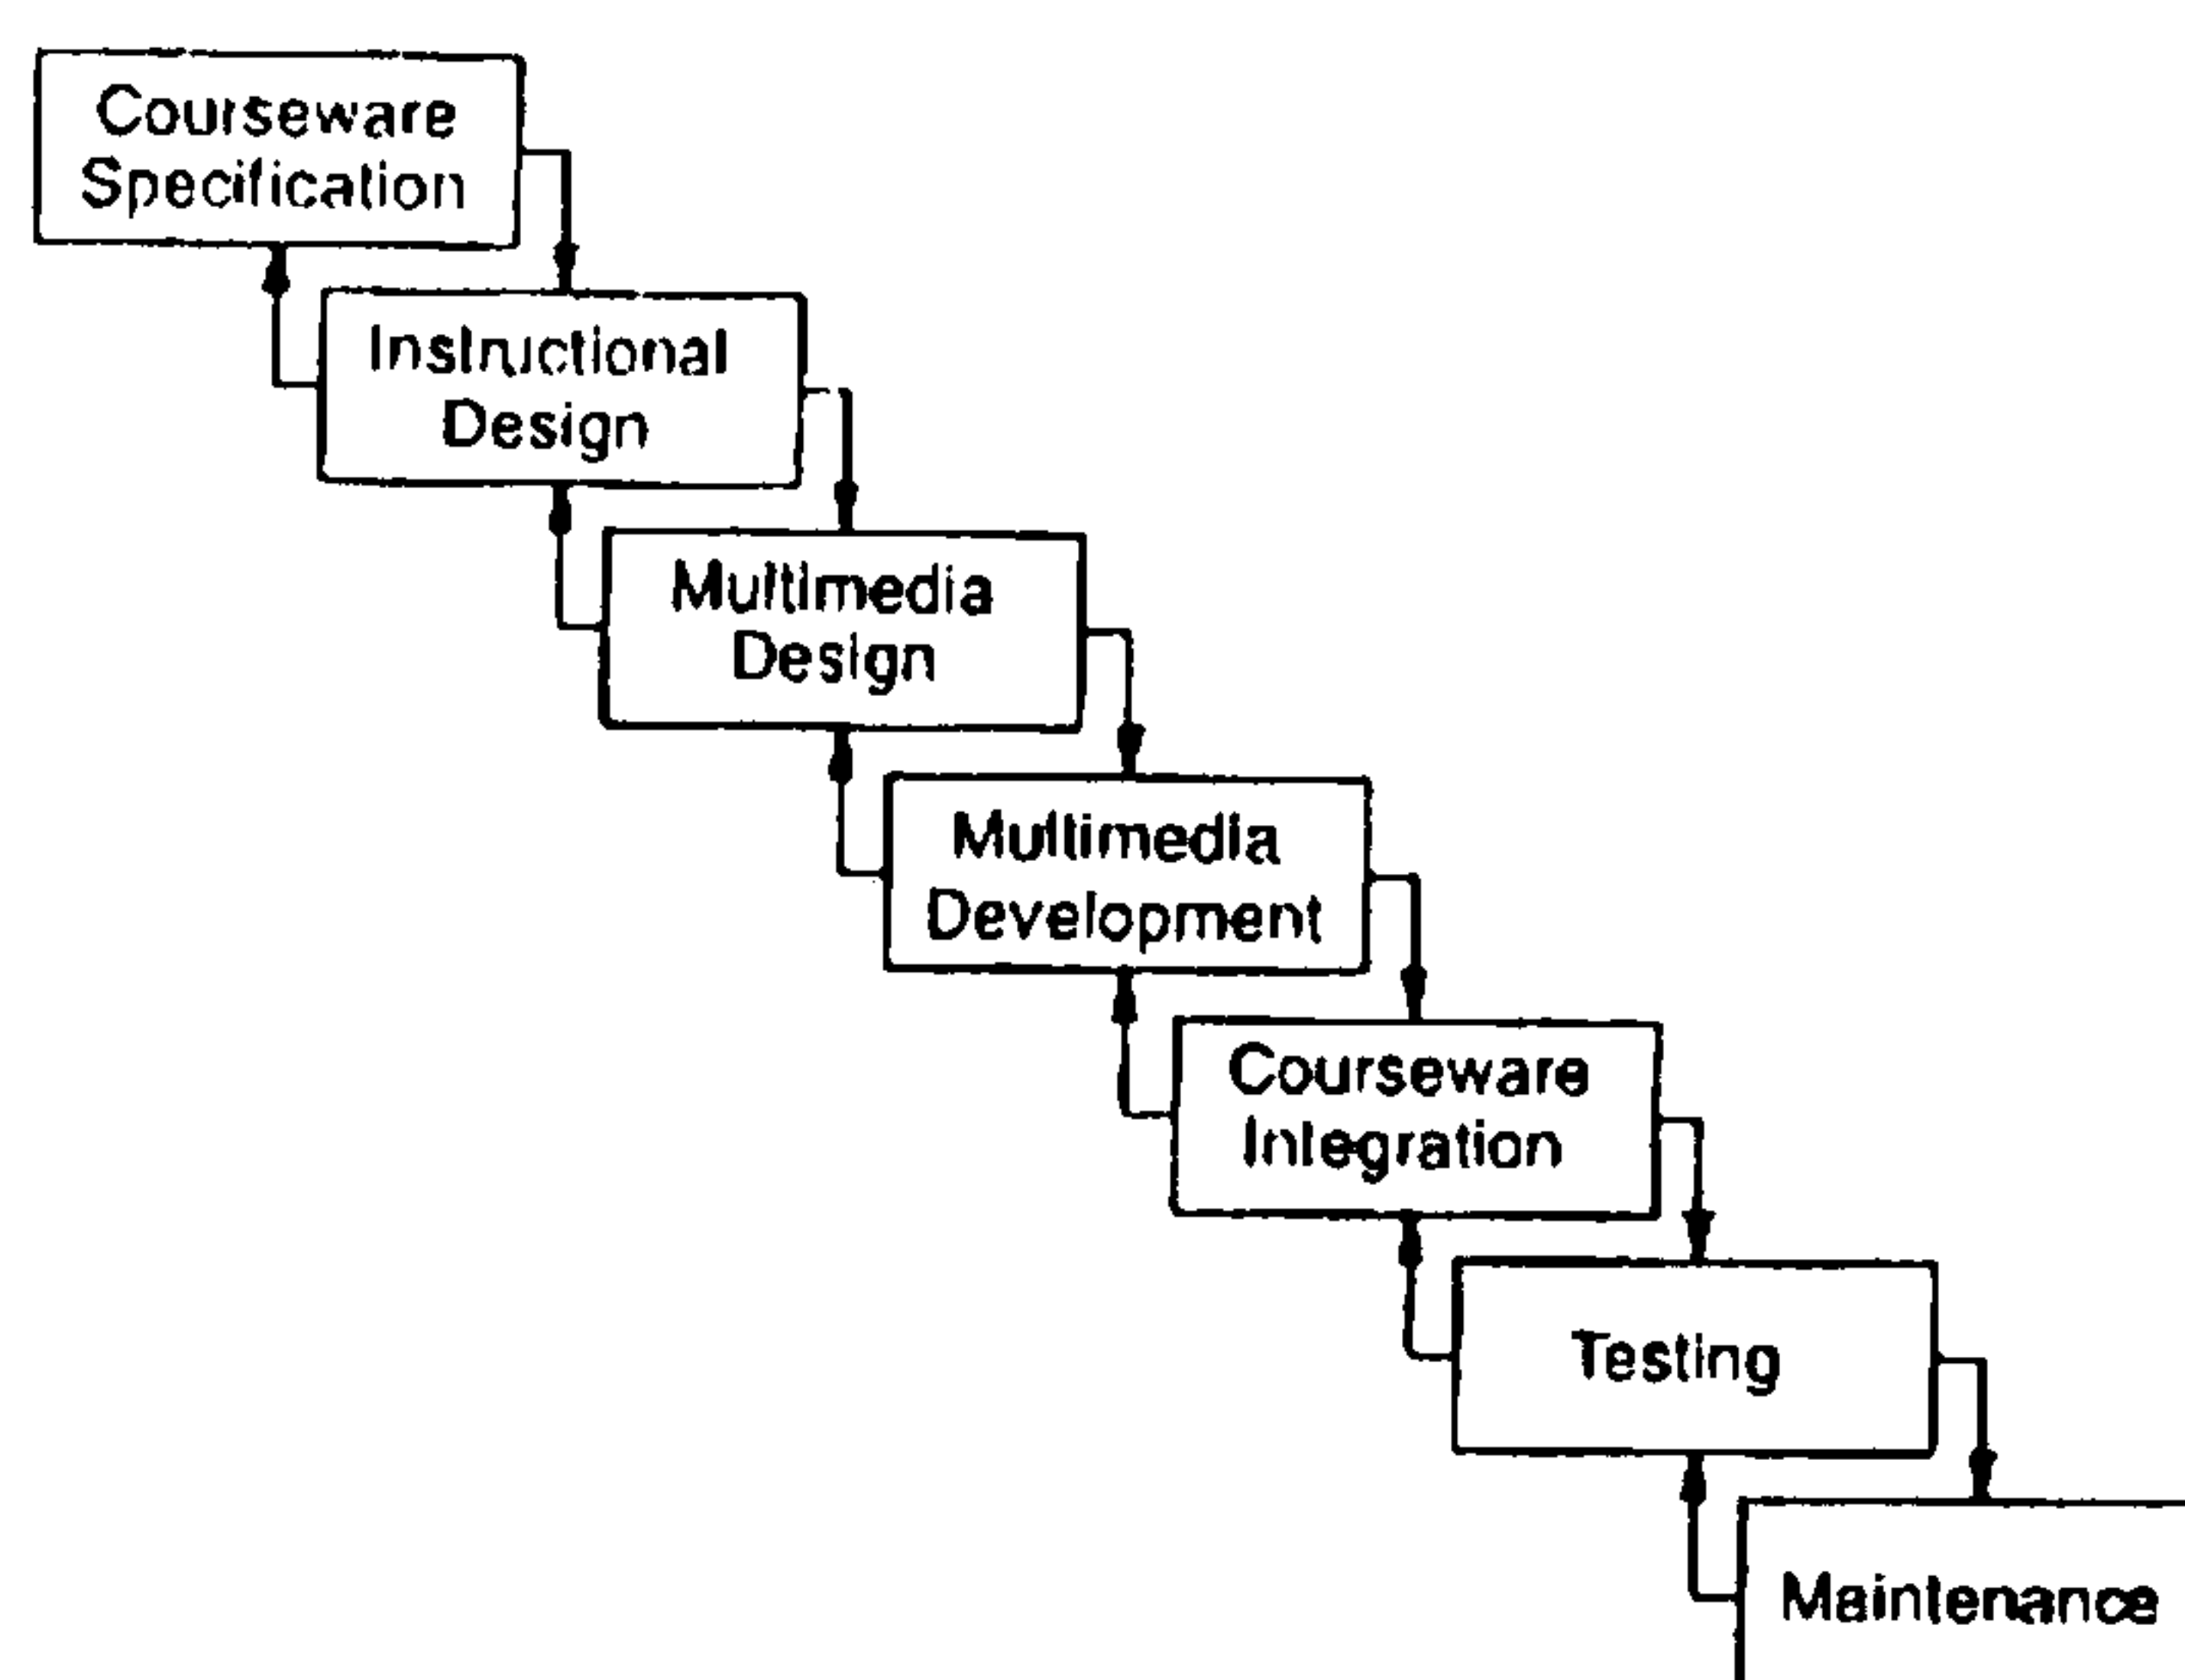 Courseware
Specification
Instructional
Design
Multimedia
Design
Multimedia
Development
Courseware
Integration
Testing
Maintenance